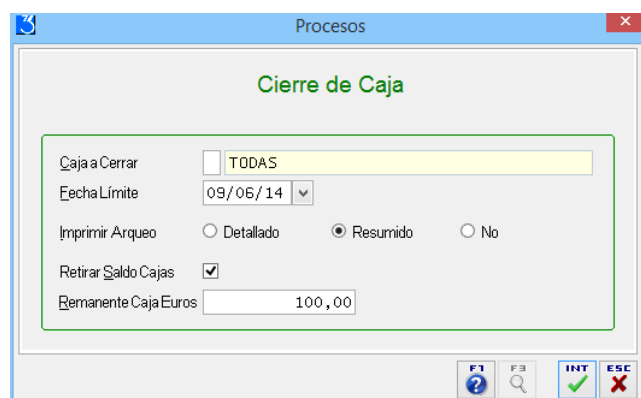 3 Procesos
Cierre de Caja
Caja a Cerrar TODAS
Fecha Límite 09/06/14
Imprimir Arqueo Detallado Resumido No
Retirar Saldo Cajas
Remanente Caja Euros 100,00
F1 F3 INT ESC